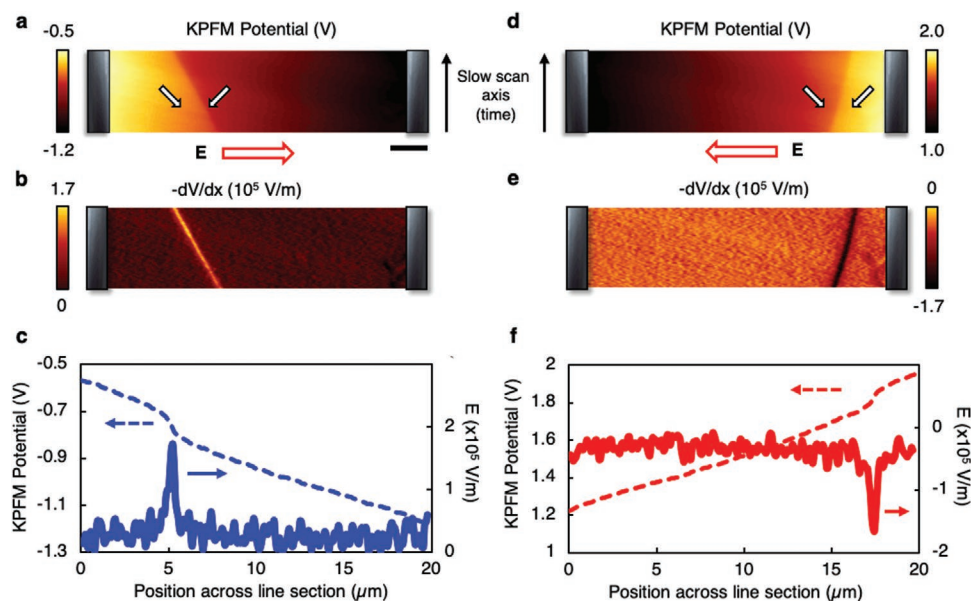 a
KPFM Potential (V)
-0.5
-1.2
E
Slow scan
axis
(time)
d
KPFM Potential (V)
2.0
1.0
E
b
-dV/dx (10⁵ V/m)
1.7
0
e
-dV/dx (10⁵ V/m)
0
-1.7
c
KPFM Potential (V)
-0.5
-0.7
-0.9
-1.1
-1.3
0
5
10
15
20
Position across line section (μm)
2
1
0
E (x10⁵ V/m)
f
KPFM Potential (V)
2
1.8
1.6
1.4
1.2
1
0
5
10
15
20
Position across line section (μm)
0
-1
-2
E (x10⁵ V/m)